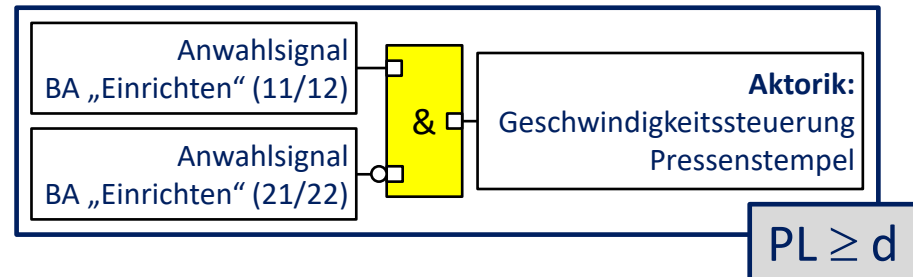 Anwahlsignal
BA „Einrichten“ (11/12)
Anwahlsignal
BA „Einrichten“ (21/22)
&
Aktorik:
Geschwindigkeitssteuerung
Pressenstempel
PL ≥ d